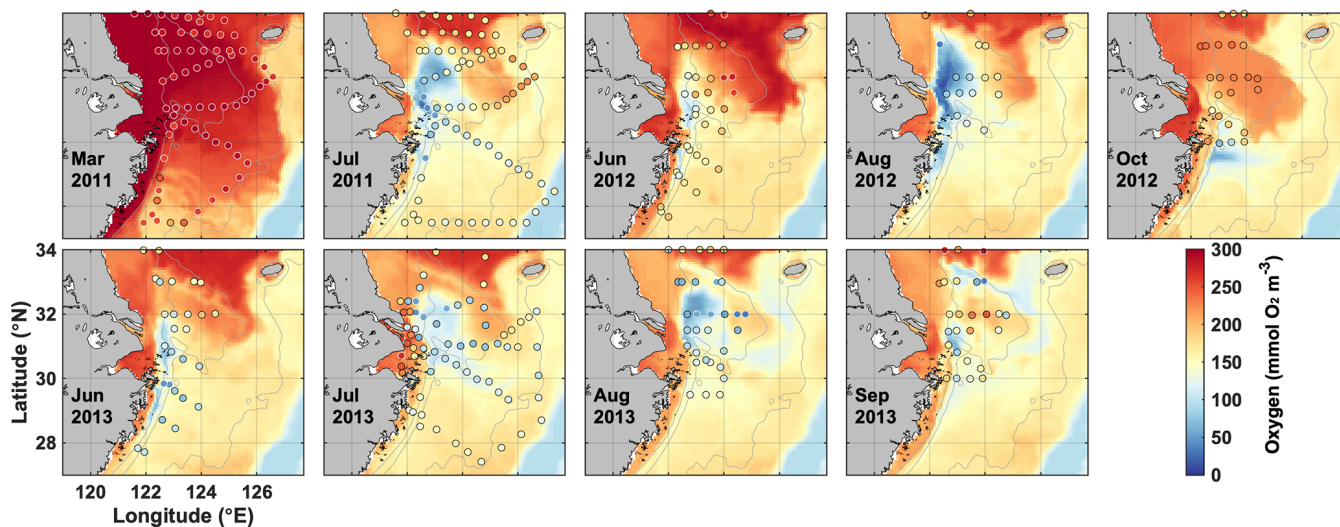 Mar
2011
Jul
2011
Jun
2012
Aug
2012
Oct
2012
34
32
30
28
Latitude (°N)
Jun
2013
Jul
2013
Aug
2013
Sep
2013
300
250
200
150
100
50
0
Oxygen (mmol O₂ m⁻³)
120 122 124 126
Longitude (°E)